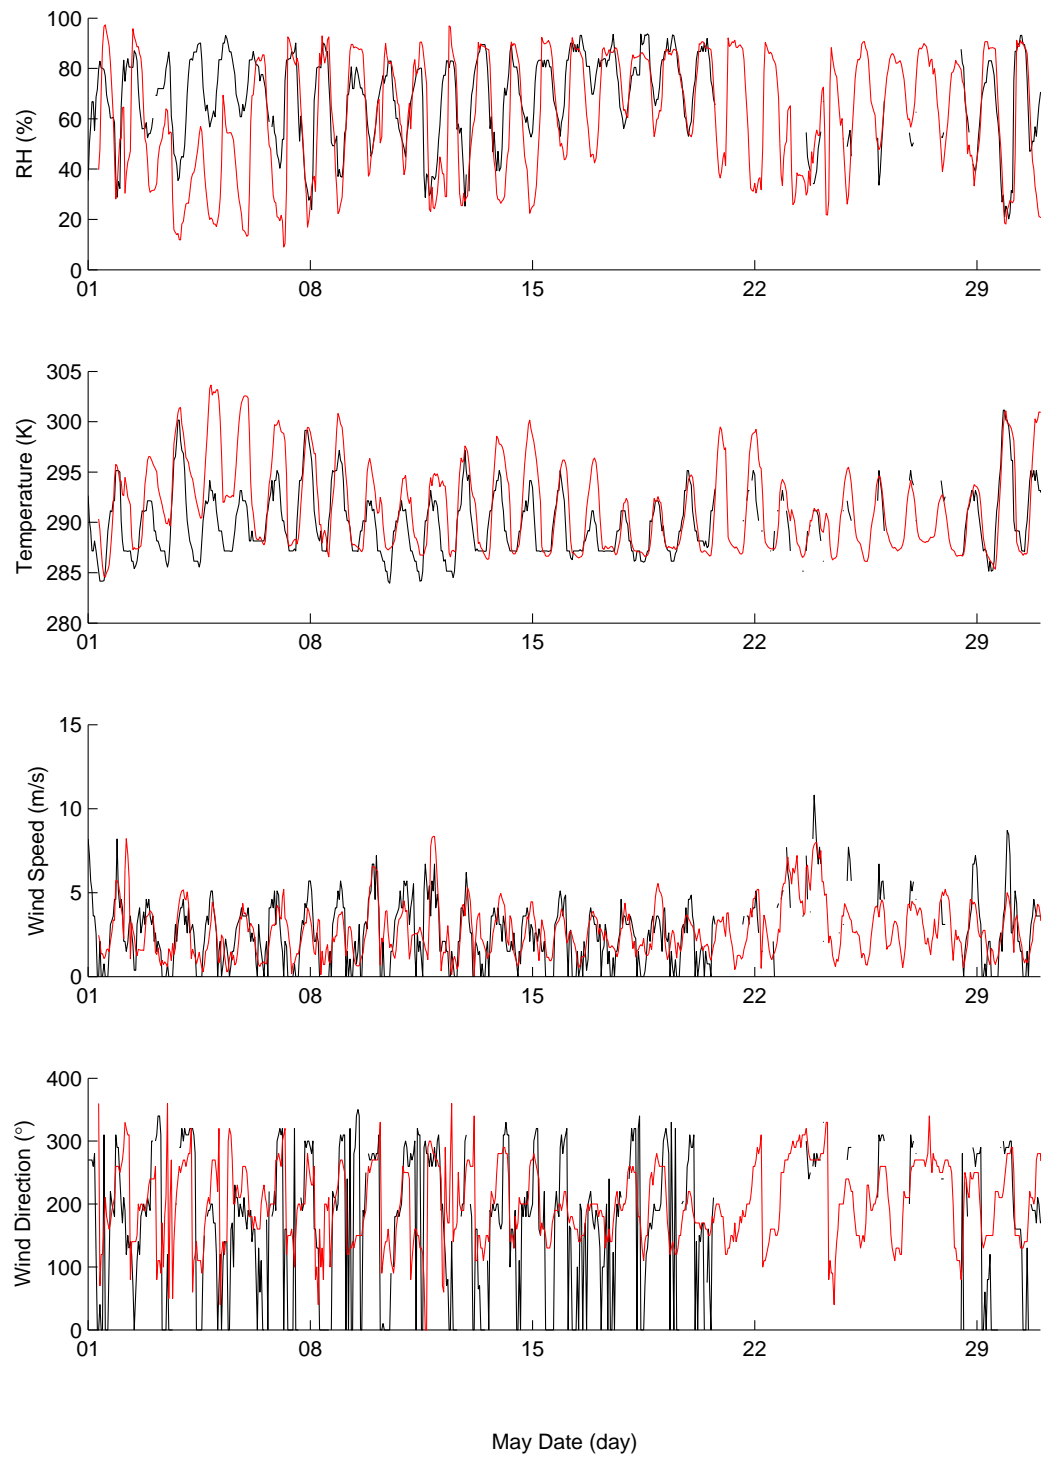 100
80
60
40
20
0
RH (%)
01 08 15 22 29
305
300
295
290
285
280
Temperature (K)
01 08 15 22 29
15
10
5
0
Wind Speed (m/s)
01 08 15 22 29
400
300
200
100
0
Wind Direction (°)
01 08 15 22 29
May Date (day)